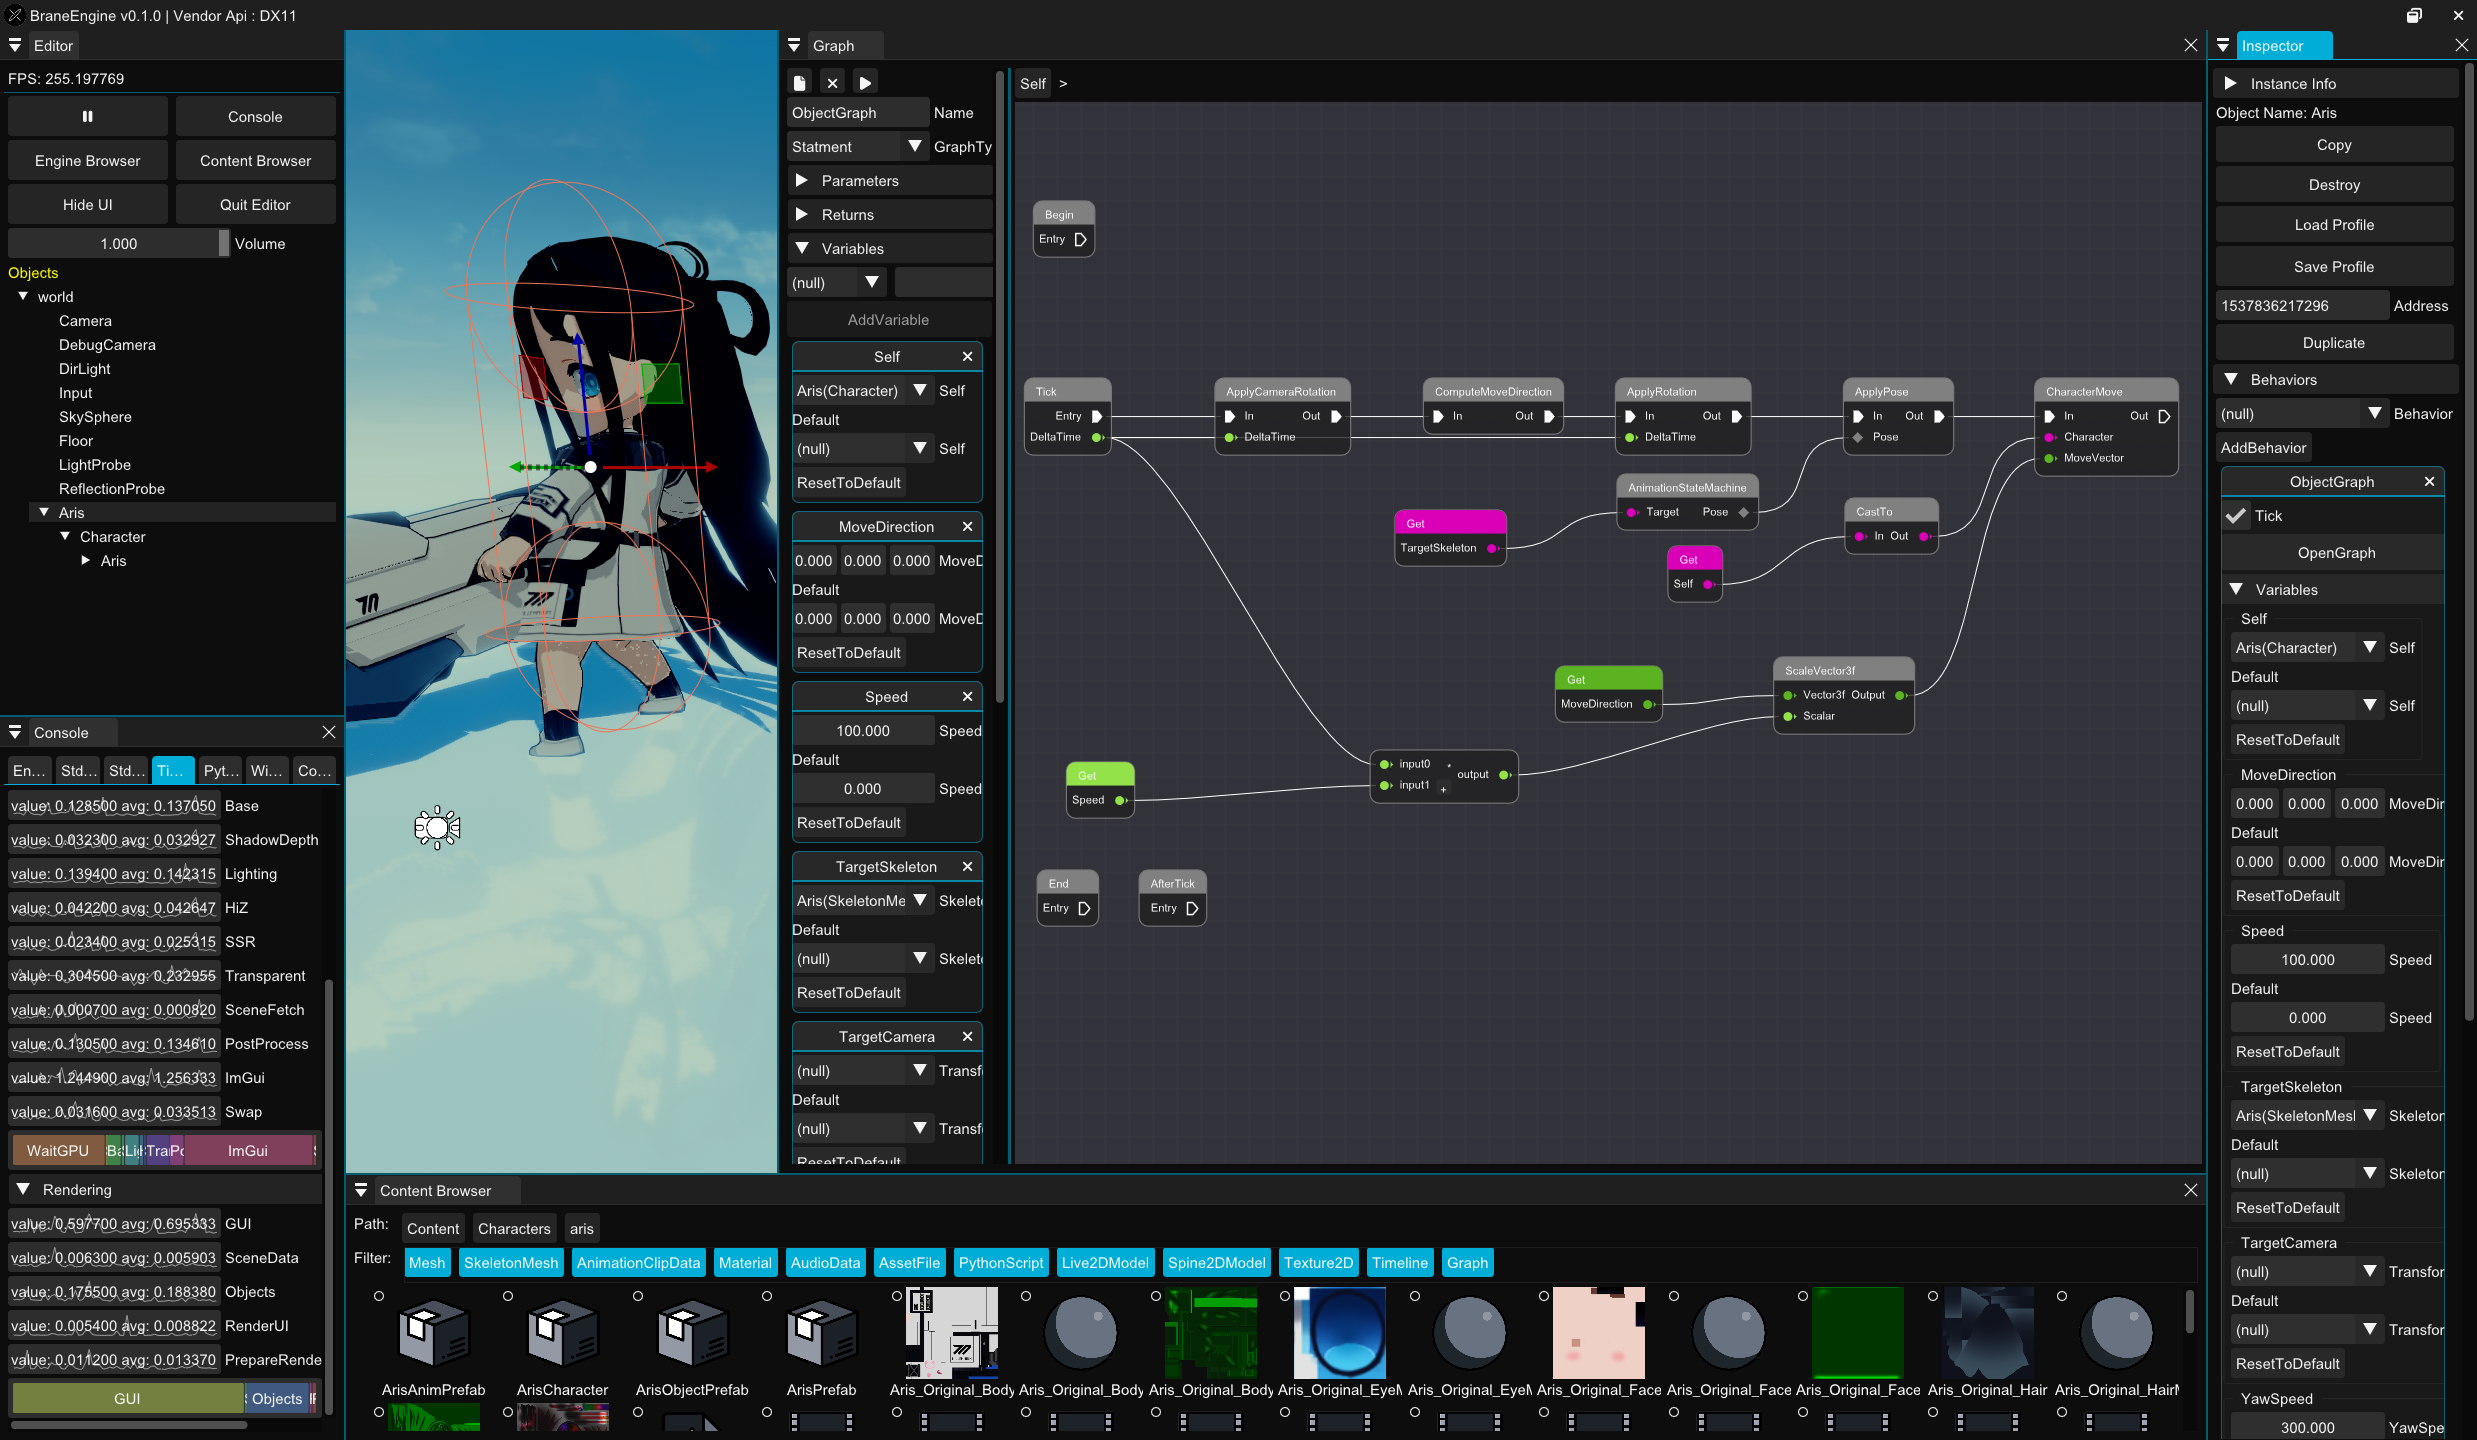 BraneEngine v0.1.0 | Vendor Api : DX11
Editor
FPS: 255.197769
Console
Engine Browser
Content Browser
Hide UI
Quit Editor
1.000
Volume
Objects
world
Camera
DebugCamera
DirLight
Input
SkySphere
Floor
LightProbe
ReflectionProbe
Aris
Character
Aris
Console
En...
Std...
Std...
Ti...
Pyt...
Wi...
Co...
value: 0.128500 avg: 0.137050 Base
value: 0.032300 avg: 0.032927 ShadowDepth
value: 0.139400 avg: 0.142315 Lighting
value: 0.042200 avg: 0.042647 HiZ
value: 0.023400 avg: 0.025315 SSR
value: 0.304500 avg: 0.232955 Transparent
value: 0.000700 avg: 0.000820 SceneFetch
value: 0.130500 avg: 0.134610 PostProcess
value: 1.244900 avg: 1.256333 ImGui
value: 0.031600 avg: 0.033513 Swap
WaitGPU
ImGui
Rendering
value: 0.597700 avg: 0.695333 GUI
value: 0.006300 avg: 0.005903 SceneData
value: 0.175500 avg: 0.188380 Objects
value: 0.005400 avg: 0.008822 RenderUI
value: 0.011200 avg: 0.013370 PrepareRende
GUI
Objects
Graph
ObjectGraph
Name
Statment
GraphTy
Parameters
Returns
Variables
(null)
AddVariable
Self
Aris(Character)
Self
Default
(null)
Self
ResetToDefault
MoveDirection
0.000 0.000 0.000
Default
0.000 0.000 0.000
ResetToDefault
Speed
100.000
Speed
Default
0.000
Speed
ResetToDefault
TargetSkeleton
Aris(SkeletonMe
Skelet
Default
(null)
Skelet
ResetToDefault
TargetCamera
(null)
Transf
Default
(null)
Transf
ResetToDefault
Self >
Begin
Entry
Tick
Entry
DeltaTime
ApplyCameraRotation
In Out
DeltaTime
ComputeMoveDirection
In Out
ApplyRotation
In Out
DeltaTime
ApplyPose
In Out
Pose
CharacterMove
In Out
Character
MoveVector
AnimationStateMachine
Target Pose
Get
TargetSkeleton
CastTo
In Out
Get
Self
Get
MoveDirection
ScaleVector3f
Vector3f Output
Scalar
Get
Speed
input0
*
output
input1
+
End
Entry
AfterTick
Entry
Content Browser
Path:
Content
Characters
aris
Filter:
Mesh
SkeletonMesh
AnimationClipData
Material
AudioData
AssetFile
PythonScript
Live2DModel
Spine2DModel
Texture2D
Timeline
Graph
ArisAnimPrefab
ArisCharacter
ArisObjectPrefab
ArisPrefab
Aris_Original_Body
Aris_Original_Body
Aris_Original_Body
Aris_Original_Eye
Aris_Original_Eye
Aris_Original_Face
Aris_Original_Face
Aris_Original_Face
Aris_Original_Hair
Aris_Original_Hair
Inspector
Instance Info
Object Name: Aris
Copy
Destroy
Load Profile
Save Profile
1537836217296
Address
Duplicate
Behaviors
(null)
Behavior
AddBehavior
ObjectGraph
Tick
OpenGraph
Variables
Self
Aris(Character)
Self
Default
(null)
Self
ResetToDefault
MoveDirection
0.000 0.000 0.000 MoveDir
Default
0.000 0.000 0.000 MoveDir
ResetToDefault
Speed
100.000
Speed
Default
0.000
Speed
ResetToDefault
TargetSkeleton
Aris(SkeletonMesl
Skeleton
Default
(null)
Skeleton
ResetToDefault
TargetCamera
(null)
Transfor
Default
(null)
Transfor
ResetToDefault
YawSpeed
300.000
YawSpe